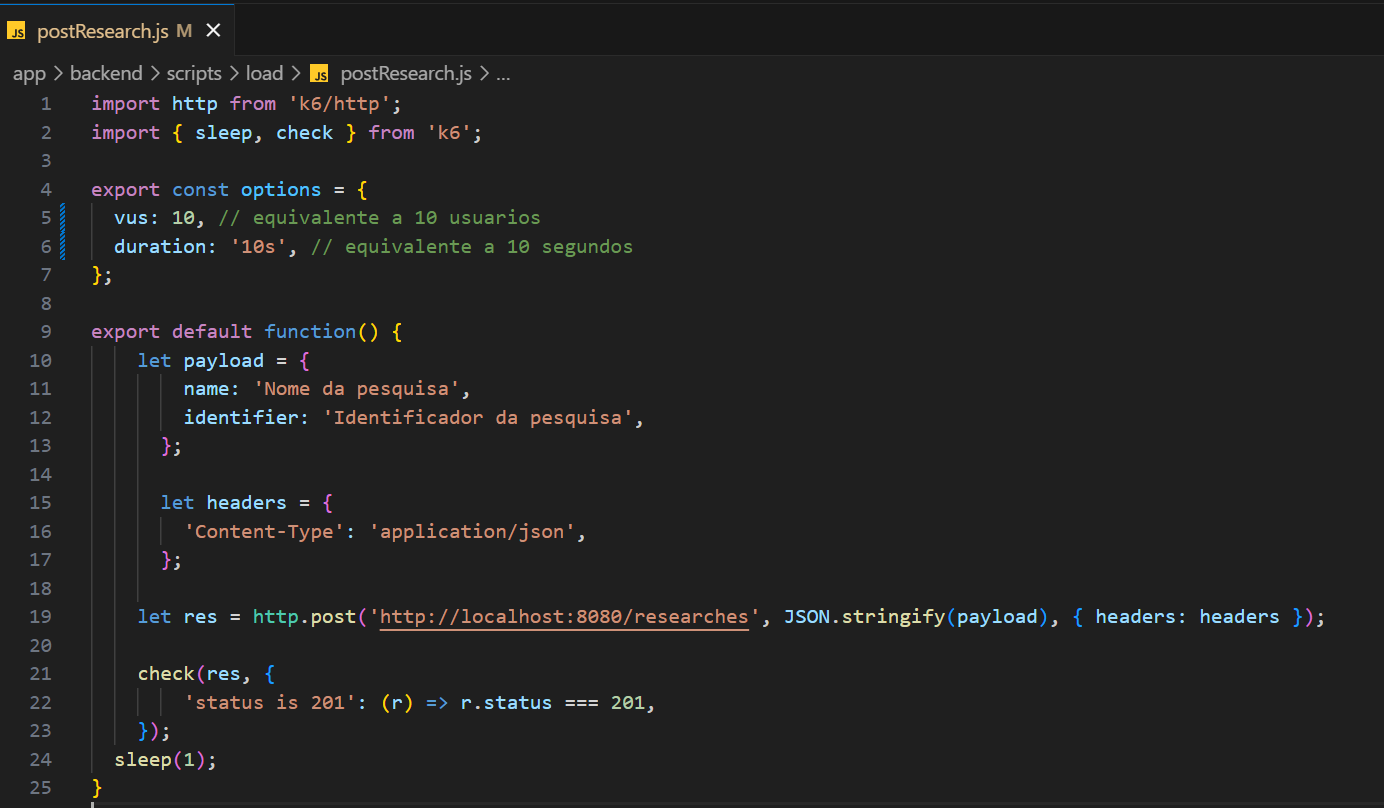 JS postResearch.js M ✕
app > backend > scripts > load > JS postResearch.js > ...
1 import http from 'k6/http';
2 import { sleep, check } from 'k6';
3
4 export const options = {
5 vus: 10, // equivalente a 10 usuarios
6 duration: '10s', // equivalente a 10 segundos
7 };
8
9 export default function() {
10 let payload = {
11 name: 'Nome da pesquisa',
12 identifier: 'Identificador da pesquisa',
13 };
14
15 let headers = {
16 'Content-Type': 'application/json',
17 };
18
19 let res = http.post('http://localhost:8080/researches', JSON.stringify(payload), { headers: headers });
20
21 check(res, {
22 'status is 201': (r) => r.status === 201,
23 });
24 sleep(1);
25 }